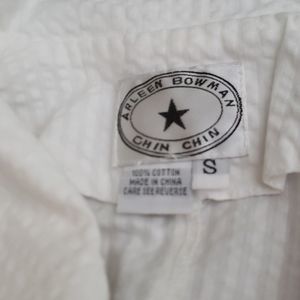 ARLEEN BOWMAN
CHIN CHIN
S
100% COTTON
MADE IN CHINA
CARE SEE REVERSE